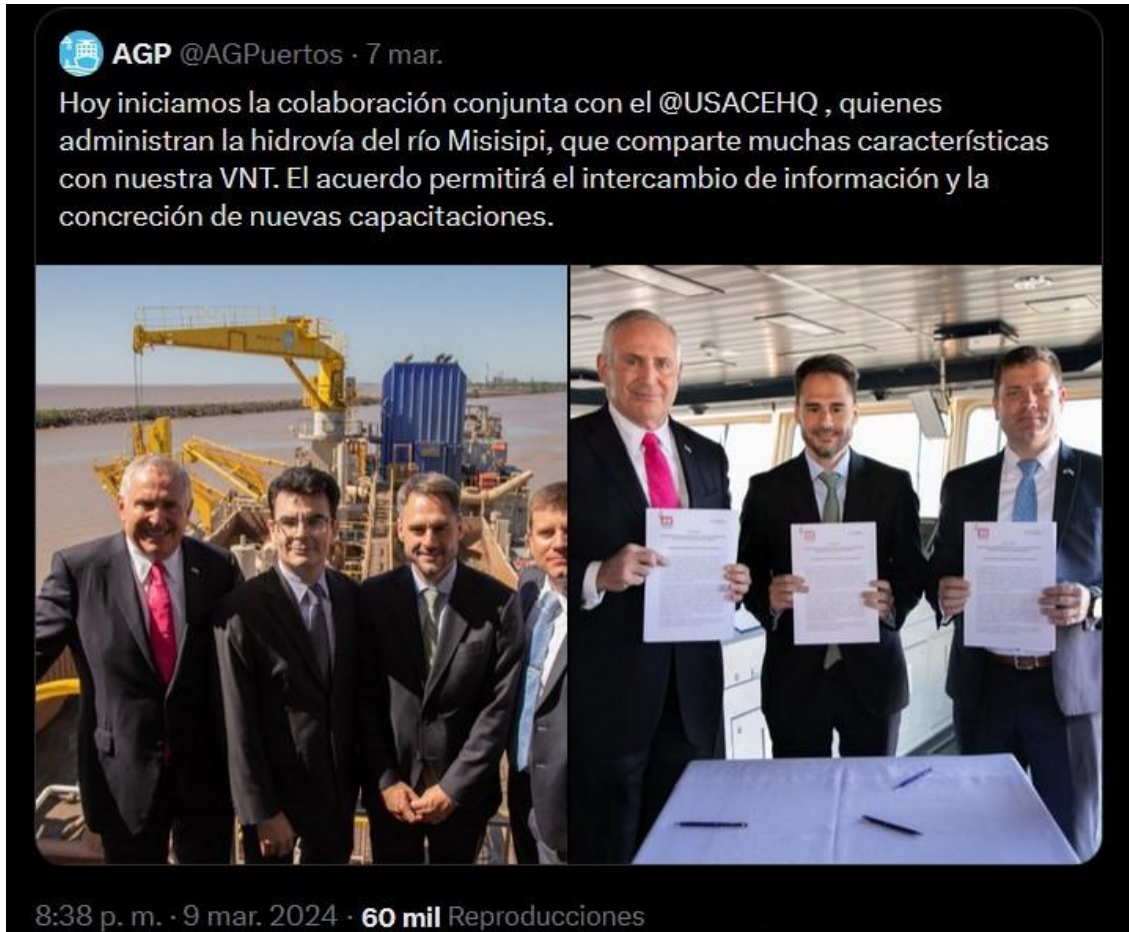 AGP @AGPuertos · 7 mar.
Hoy iniciamos la colaboración conjunta con el @USACEHQ , quienes
administran la hidrovía del río Misisipi, que comparte muchas características
con nuestra VNT. El acuerdo permitirá el intercambio de información y la
concreción de nuevas capacitaciones.
8:38 p. m. · 9 mar. 2024 · 60 mil Reproducciones